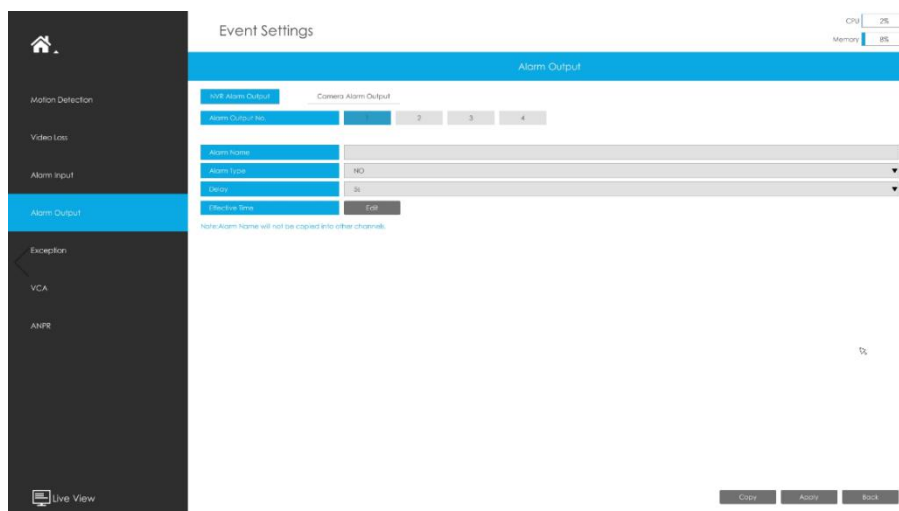 Event Settings
CPU 2%
Memory 8%
Alarm Output
Motion Detection
Video Loss
Alarm Input
Alarm Output
Exception
VCA
ANPR
Live View
NVR Alarm Output Camera Alarm Output
Alarm Output No. 1 2 3 4
Alarm Name
Alarm Type NO
Delay 5s
Effective Time Edit
Note:Alarm Name will not be copied into other channels.
Copy Apply Back